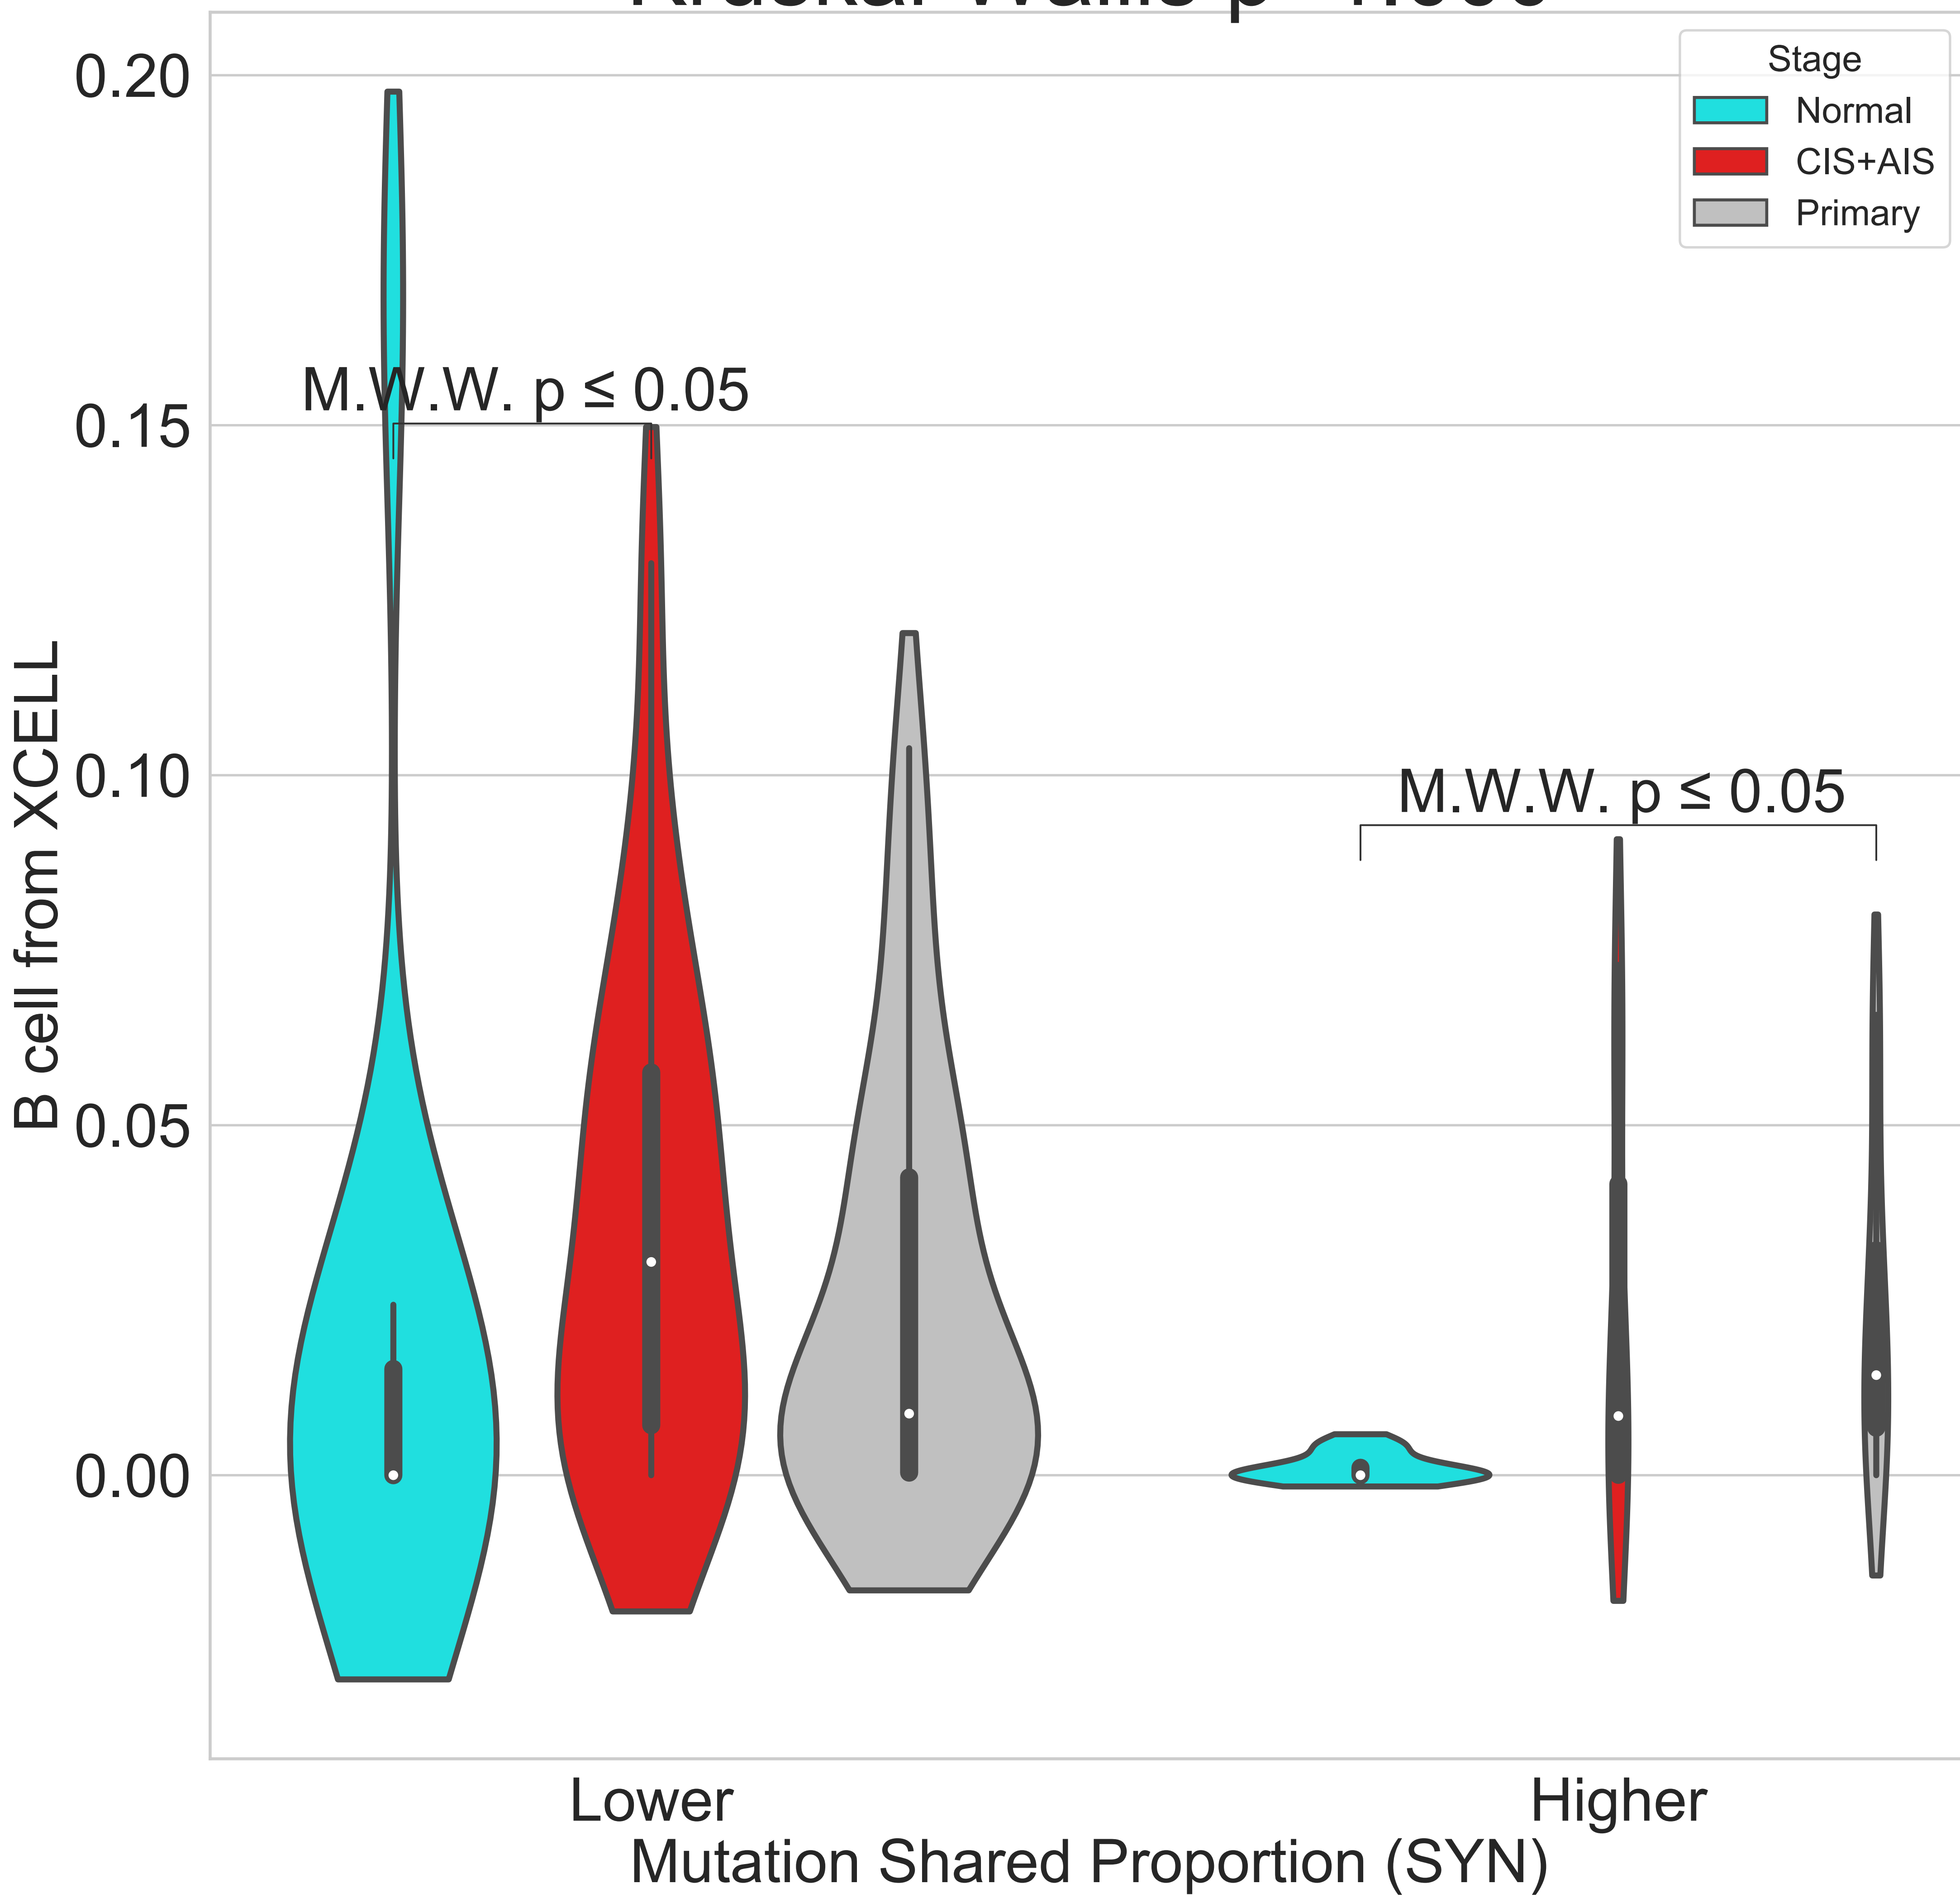 Stage
Normal
CIS+AIS
Primary
0.20
0.15
0.10
0.05
0.00
B cell from XCELL
M.W.W. p ≤ 0.05
M.W.W. p ≤ 0.05
Lower
Higher
Mutation Shared Proportion (SYN)